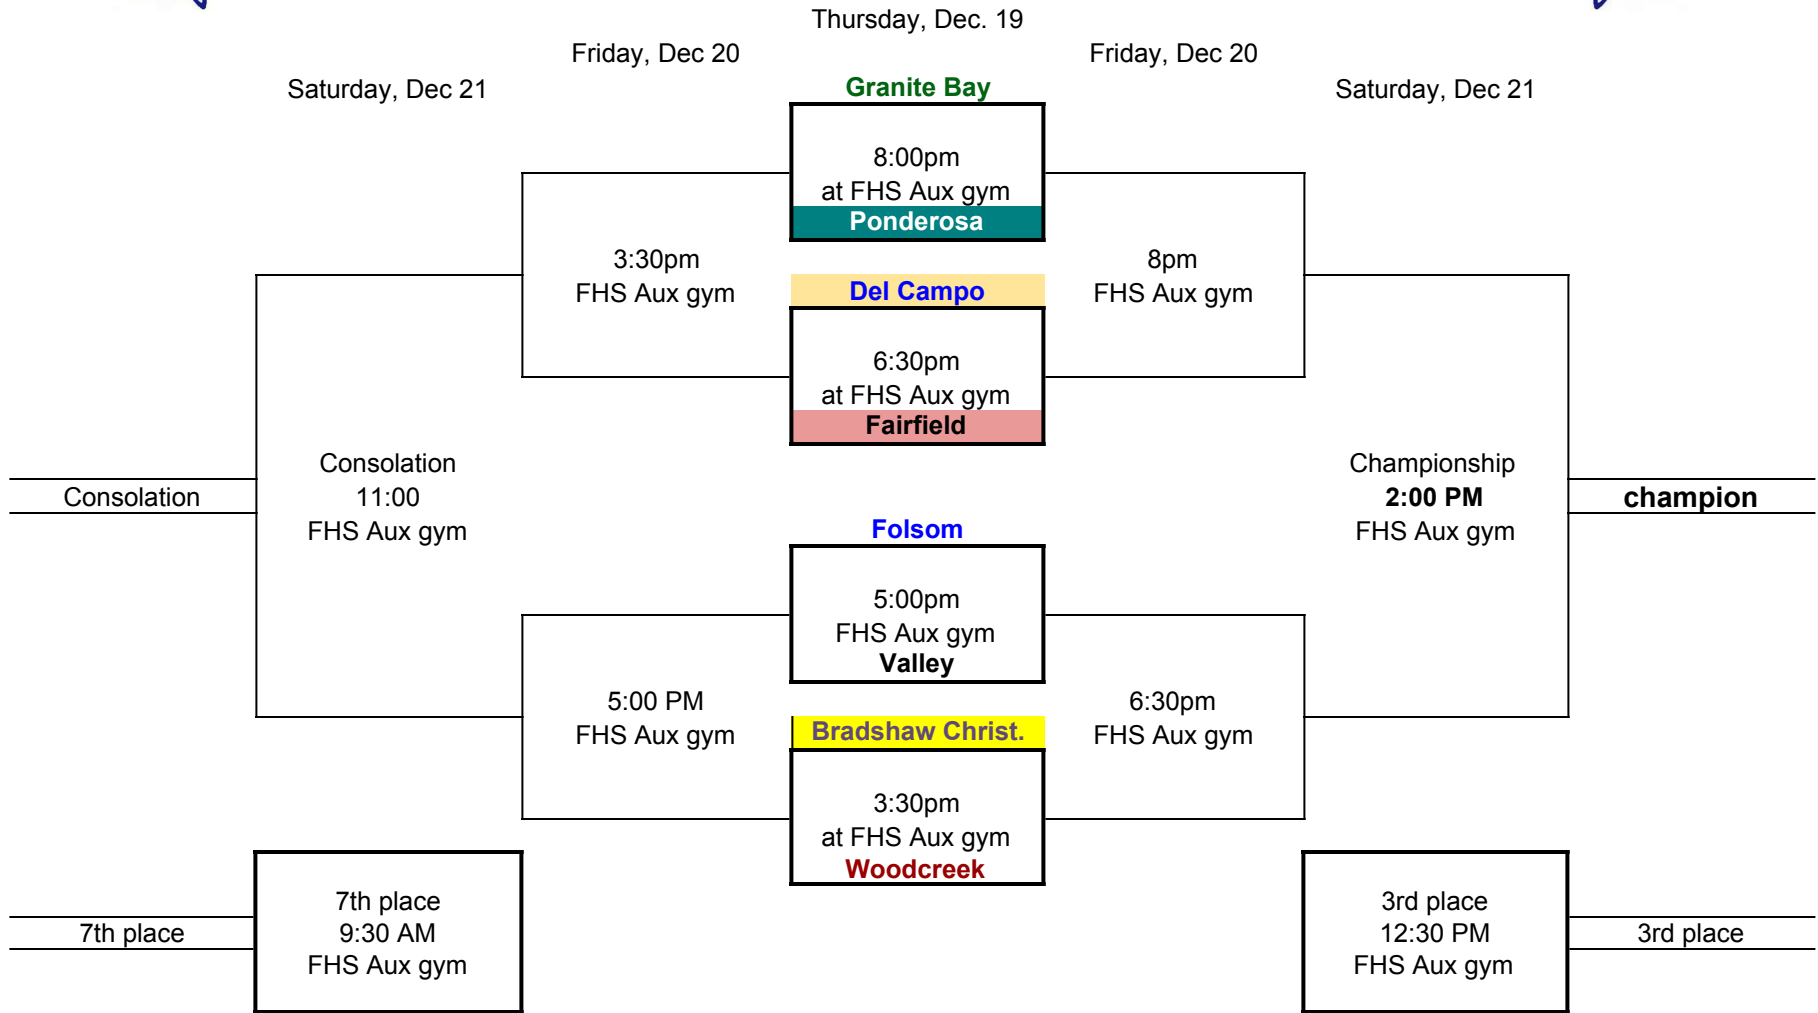 Thursday, Dec. 19
Friday, Dec 20
Friday, Dec 20
Saturday, Dec 21
Granite Bay
Saturday, Dec 21
8:00pm
at FHS Aux gym
Ponderosa
3:30pm
FHS Aux gym
8pm
FHS Aux gym
Del Campo
6:30pm
at FHS Aux gym
Fairfield
Consolation
Consolation
11:00
FHS Aux gym
Championship
2:00 PM
FHS Aux gym
champion
Folsom
5:00pm
FHS Aux gym
Valley
5:00 PM
FHS Aux gym
6:30pm
FHS Aux gym
Bradshaw Christ.
3:30pm
at FHS Aux gym
Woodcreek
7th place
7th place
9:30 AM
FHS Aux gym
3rd place
12:30 PM
FHS Aux gym
3rd place